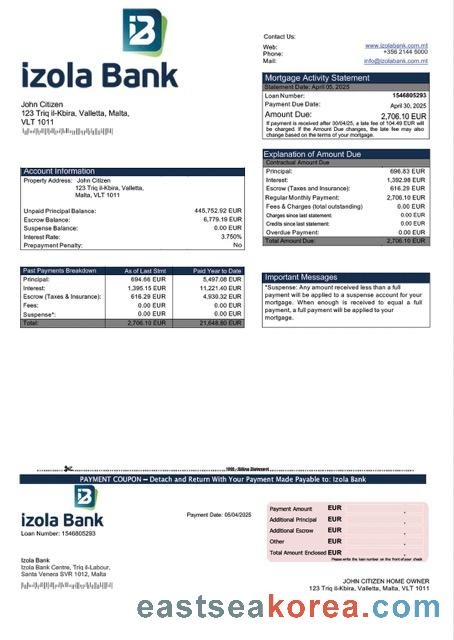 izola Bank
Contact Us:
Web: www.izolabank.com.mt
Phone: +356 2144 5000
Mail: info@izolabank.com.mt
John Citizen
123 Triq il-Kbira, Valletta, Malta,
VLT 1011
Mortgage Activity Statement
Statement Date: April 05, 2025
Loan Number: 1546805293
Payment Due Date: April 30, 2025
Amount Due: 2,706.10 EUR
If payment is received after 30/04/25, a late fee of 104.49 EUR will
be charged. If the Amount Due changes, the late fee may also
change based on the terms of your mortgage.
Explanation of Amount Due
Contractual Amount Due
Principal: 696.83 EUR
Interest: 1,392.98 EUR
Escrow (Taxes and Insurance): 616.29 EUR
Regular Monthly Payment: 2,706.10 EUR
Fees & Charges (total outstanding) 0.00 EUR
Charges since last statement: 0.00 EUR
Credits since last statement: 0.00 EUR
Overdue Payment: 0.00 EUR
Total Amount Due: 2,706.10 EUR
Account Information
Property Address: John Citizen
123 Triq il-Kbira, Valletta,
Malta, VLT 1011
Unpaid Principal Balance: 445,752.92 EUR
Escrow Balance: 6,779.19 EUR
Suspense Balance: 0.00 EUR
Interest Rate: 3.750%
Prepayment Penalty: No
Past Payments Breakdown As of Last Stmt Paid Year to Date
Principal: 694.66 EUR 5,497.08 EUR
Interest: 1,395.15 EUR 11,221.40 EUR
Escrow (Taxes & Insurance): 616.29 EUR 4,930.32 EUR
Fees: 0.00 EUR 0.00 EUR
Suspense*: 0.00 EUR 0.00 EUR
Total: 2,706.10 EUR 21,648.80 EUR
Important Messages
*Suspense: Any amount received less than a full
payment will be applied to a suspense account for your
mortgage. When enough is received to equal a full
payment, a full payment will be applied to your
mortgage.
Billing Statement
PAYMENT COUPON – Detach and Return With Your Payment Made Payable to: Izola Bank
izola Bank
Loan Number: 1546805293
Payment Date: 05/04/2025
Payment Amount EUR
Additional Principal EUR
Additional Escrow EUR
Other EUR
Total Amount Enclosed EUR
Please write the loan number on the front of your check
Izola Bank
Izola Bank Centre, Triq il-Labour,
Santa Venera SVR 1012, Malta
JOHN CITIZEN HOME OWNER
123 Triq il-Kbira, Valletta, Malta, VLT 1011
eastseakorea.com